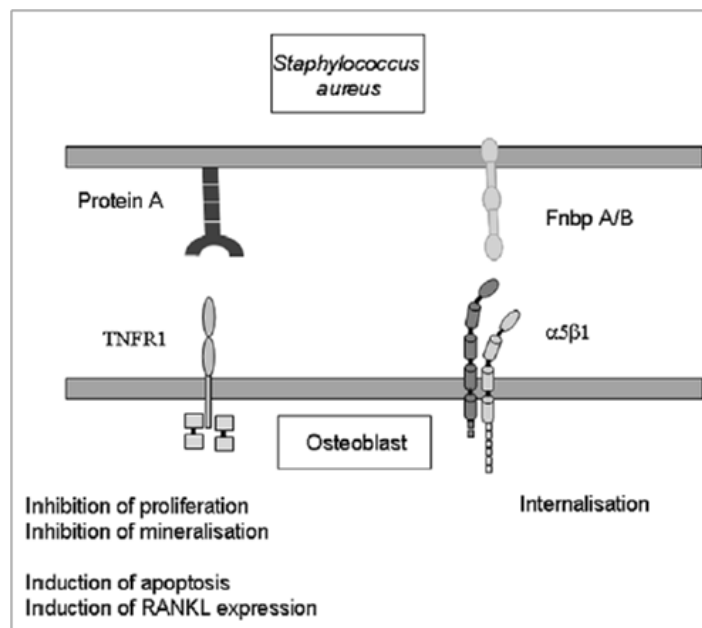 Staphylococcus
aureus
Protein A
Fnbp A/B
TNFR1
α5β1
Osteoblast
Inhibition of proliferation
Inhibition of mineralisation
Internalisation
Induction of apoptosis
Induction of RANKL expression